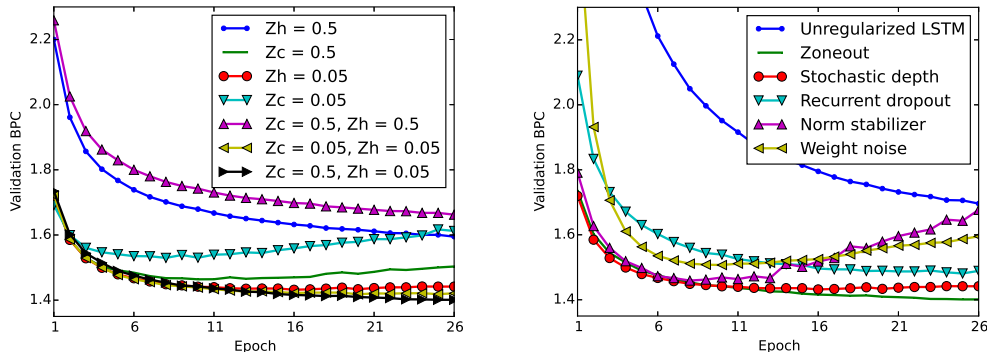 2.2
2.0
1.8
1.6
1.4
Validation BPC
1
6
11
16
21
26
Epoch
Zh = 0.5
Zc = 0.5
Zh = 0.05
Zc = 0.05
Zc = 0.5, Zh = 0.5
Zc = 0.05, Zh = 0.05
Zc = 0.5, Zh = 0.05
2.2
2.0
1.8
1.6
1.4
Validation BPC
1
6
11
16
21
26
Epoch
Unregularized LSTM
Zoneout
Stochastic depth
Recurrent dropout
Norm stabilizer
Weight noise